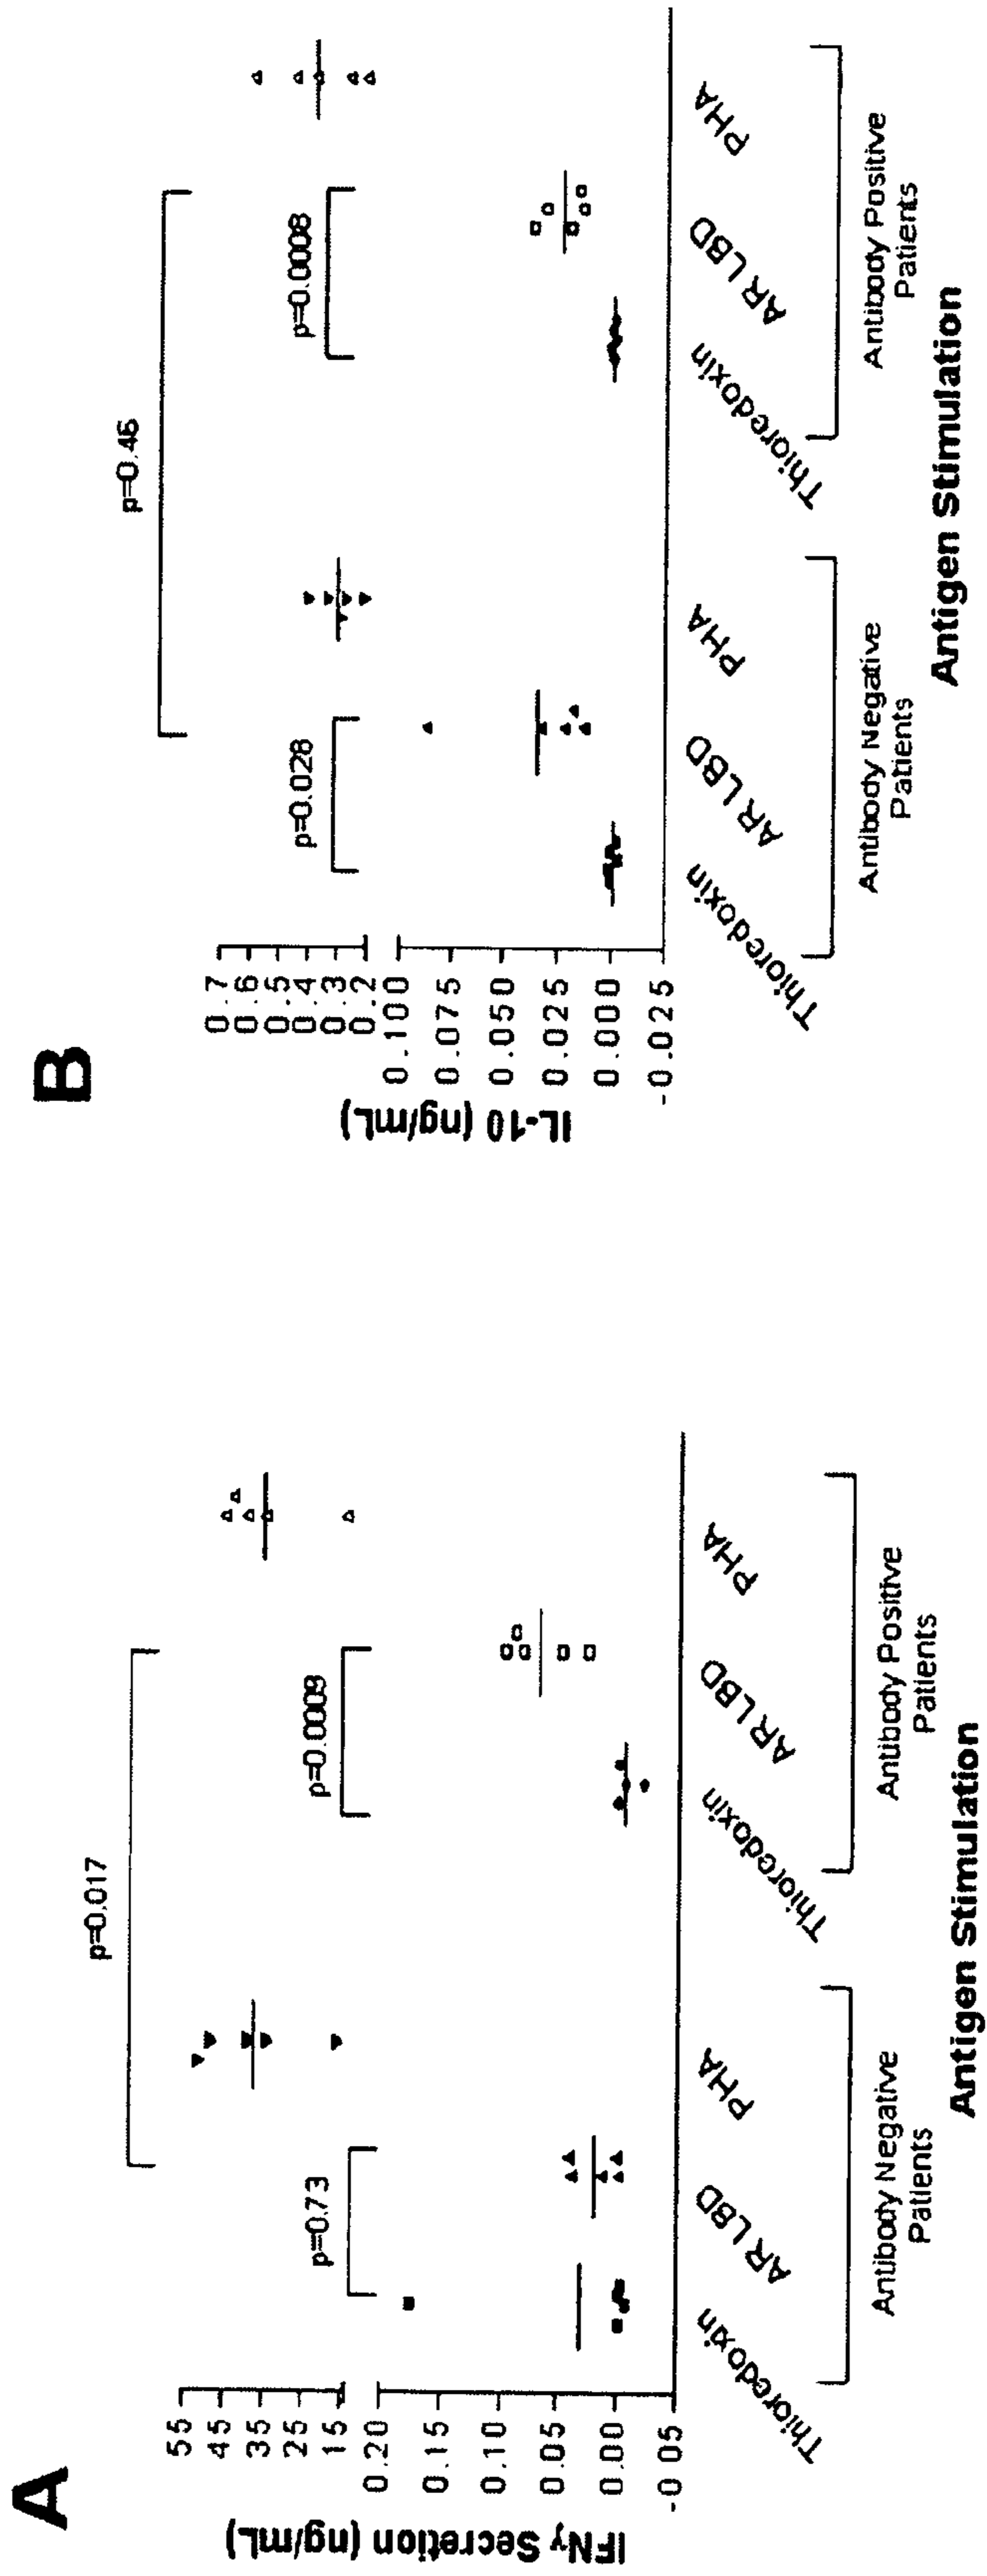 A
p=0.017
p=0.73
p=0.0009
IFNγ Secretion (ng/mL)
55
45
35
25
15
0.20
0.15
0.10
0.05
0.00
-0.05
Thioredoxin
AR LBD
PHA
Thioredoxin
AR LBD
PHA
Antibody Negative
Patients
Antibody Positive
Patients
Antigen Stimulation
B
p=0.46
p=0.028
p=0.0008
IL-10 (ng/mL)
0.7
0.6
0.5
0.4
0.3
0.2
0.100
0.075
0.050
0.025
0.000
-0.025
Thioredoxin
AR LBD
PHA
Thioredoxin
AR LBD
PHA
Antibody Negative
Patients
Antibody Positive
Patients
Antigen Stimulation